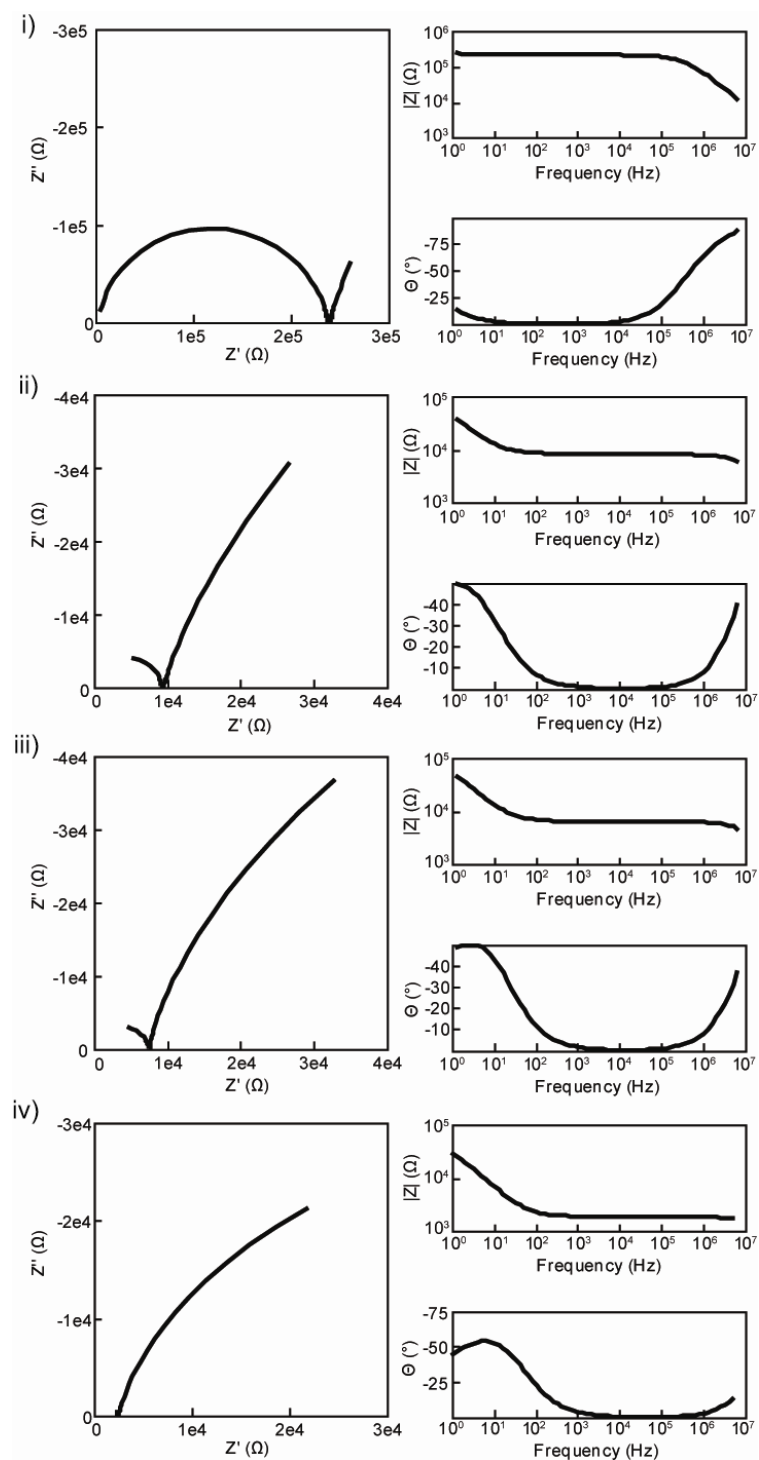 i)
-3e5
-2e5
-1e5
0
Z'' (Ω)
0 1e5 2e5 3e5
Z' (Ω)
10⁶
10⁵
10⁴
10³
|Z| (Ω)
10⁰ 10¹ 10² 10³ 10⁴ 10⁵ 10⁶ 10⁷
Frequency (Hz)
-75
-50
-25
Θ (°)
10⁰ 10¹ 10² 10³ 10⁴ 10⁵ 10⁶ 10⁷
Frequency (Hz)
ii)
-4e4
-3e4
-2e4
-1e4
0
Z'' (Ω)
0 1e4 2e4 3e4 4e4
Z' (Ω)
10⁵
10⁴
10³
|Z| (Ω)
10⁰ 10¹ 10² 10³ 10⁴ 10⁵ 10⁶ 10⁷
Frequency (Hz)
-40
-30
-20
-10
Θ (°)
10⁰ 10¹ 10² 10³ 10⁴ 10⁵ 10⁶ 10⁷
Frequency (Hz)
iii)
-4e4
-3e4
-2e4
-1e4
0
Z'' (Ω)
0 1e4 2e4 3e4 4e4
Z' (Ω)
10⁵
10⁴
10³
|Z| (Ω)
10⁰ 10¹ 10² 10³ 10⁴ 10⁵ 10⁶ 10⁷
Frequency (Hz)
-40
-30
-20
-10
Θ (°)
10⁰ 10¹ 10² 10³ 10⁴ 10⁵ 10⁶ 10⁷
Frequency (Hz)
iv)
-3e4
-2e4
-1e4
0
Z'' (Ω)
0 1e4 2e4 3e4
Z' (Ω)
10⁵
10⁴
10³
|Z| (Ω)
10⁰ 10¹ 10² 10³ 10⁴ 10⁵ 10⁶ 10⁷
Frequency (Hz)
-75
-50
-25
Θ (°)
10⁰ 10¹ 10² 10³ 10⁴ 10⁵ 10⁶ 10⁷
Frequency (Hz)